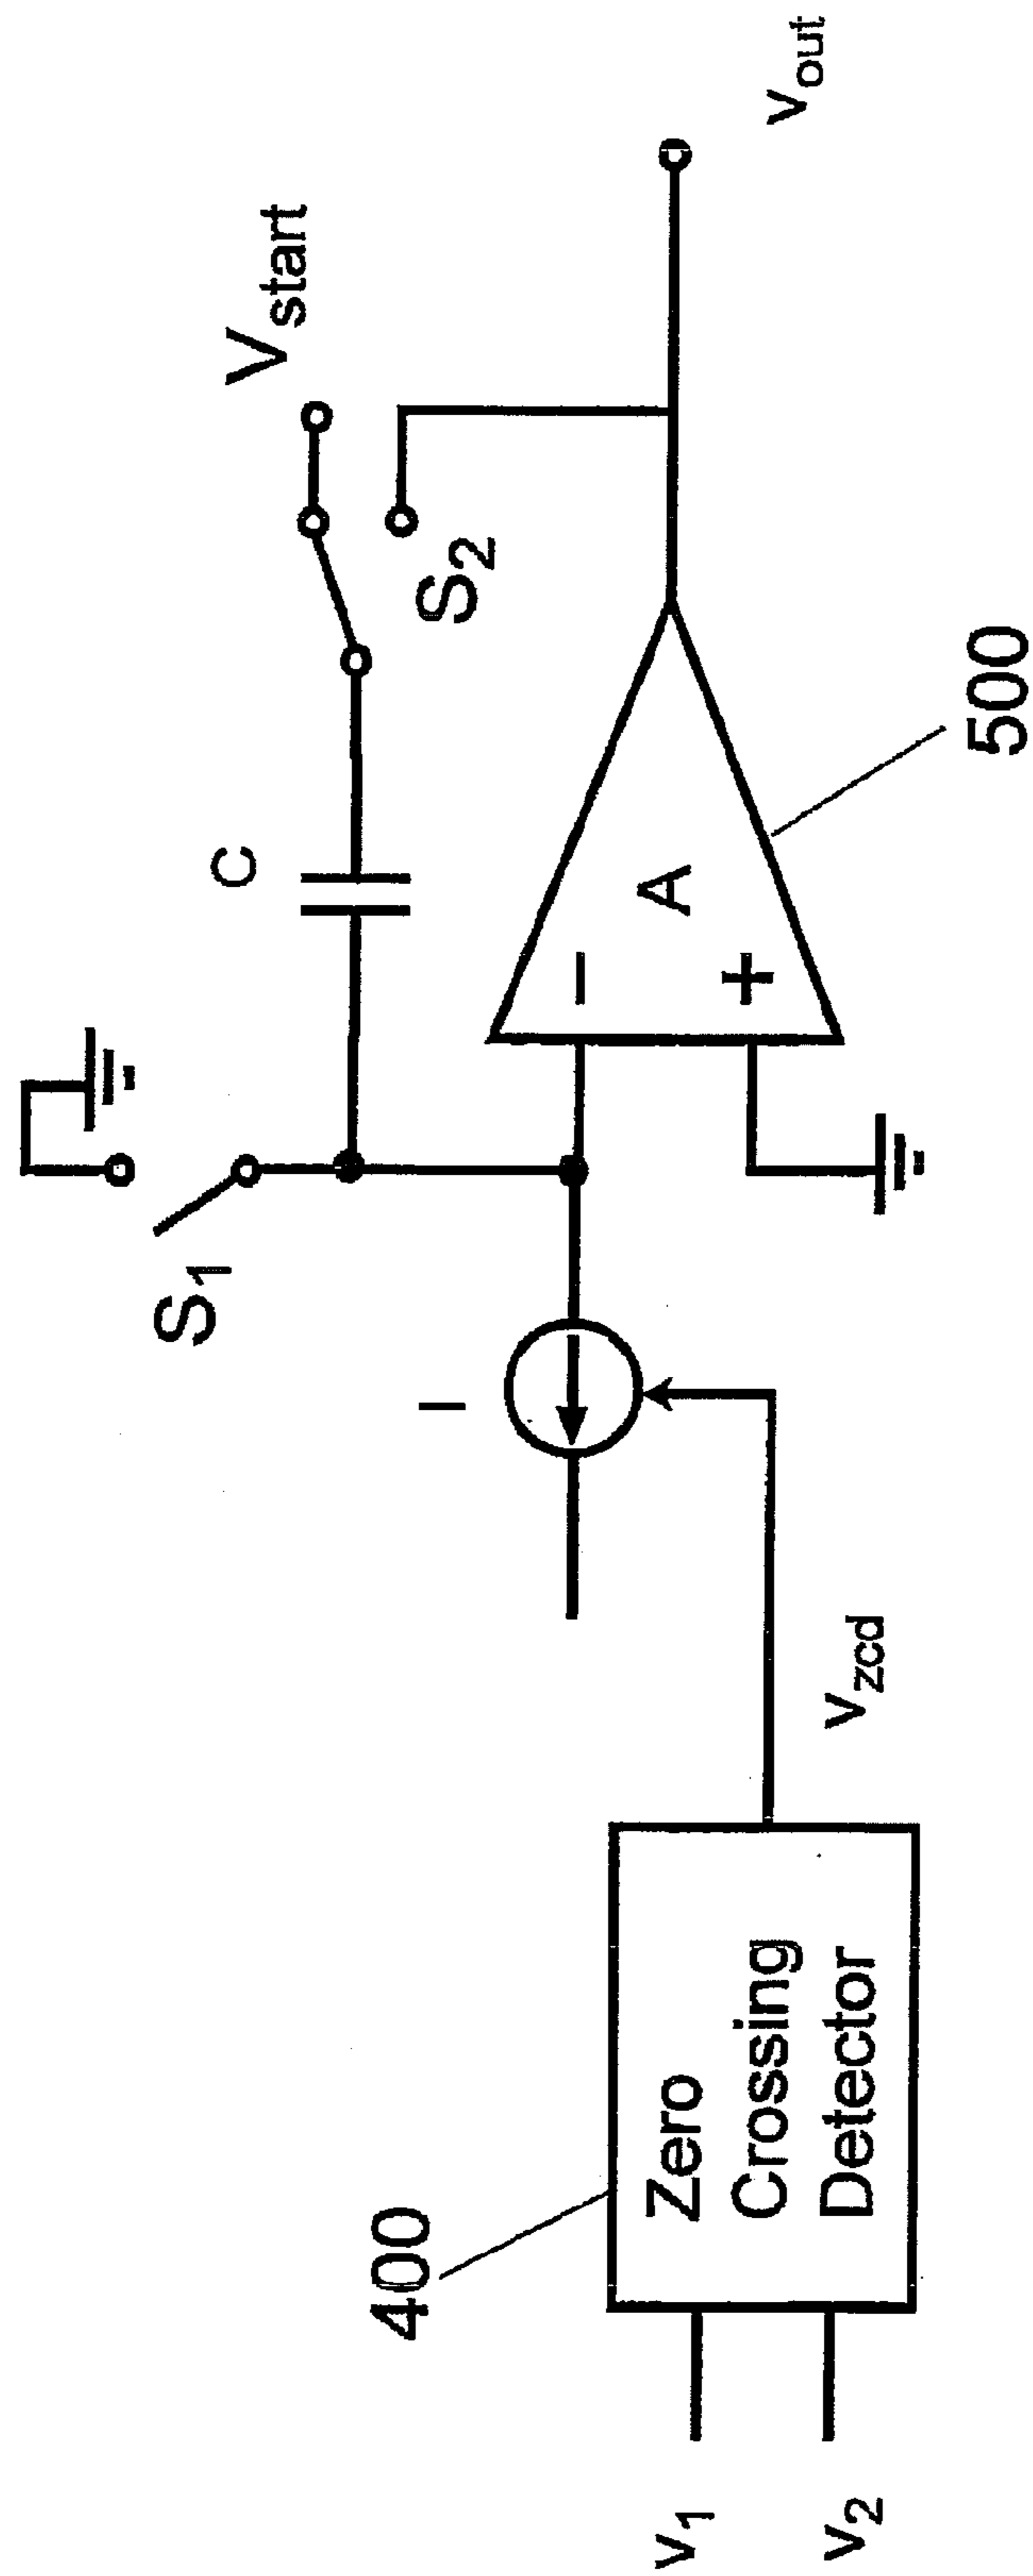 400
Zero
Crossing
Detector
v1
v2
vzcd
I
S1
C
Vstart
S2
−
A
+
500
vout